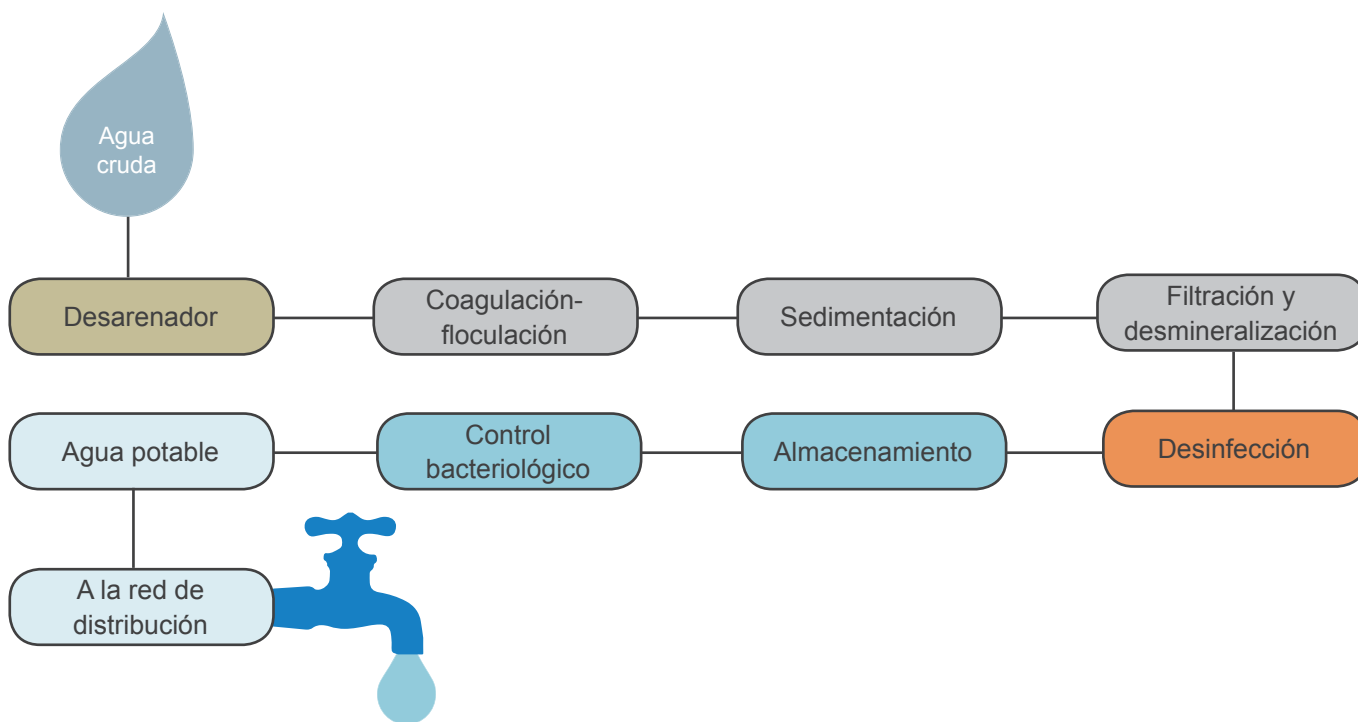 Agua
cruda
Desarenador
Coagulación-
floculación
Sedimentación
Filtración y
desmineralización
Desinfección
Almacenamiento
Control
bacteriológico
Agua potable
A la red de
distribución